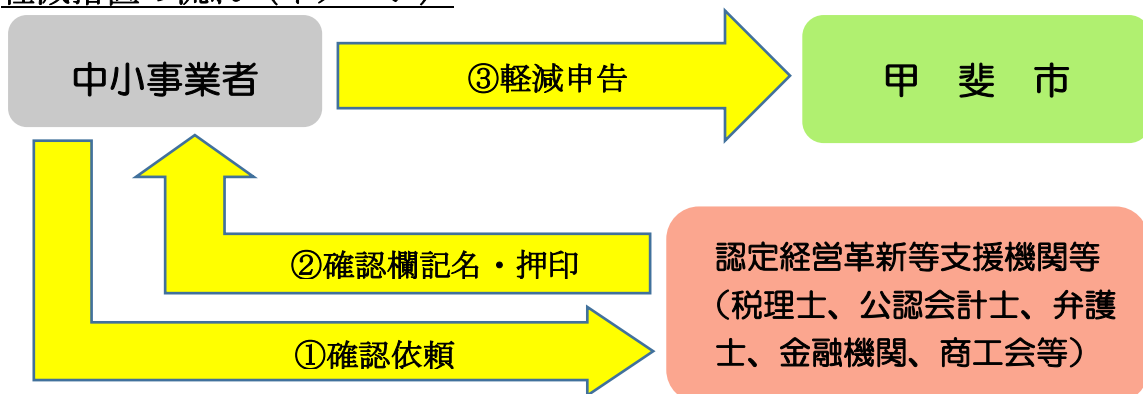 中小事業者
③軽減申告
甲 斐 市
②確認欄記名・押印
認定経営革新等支援機関等
（税理士、公認会計士、弁護
士、金融機関、商工会等）
①確認依頼